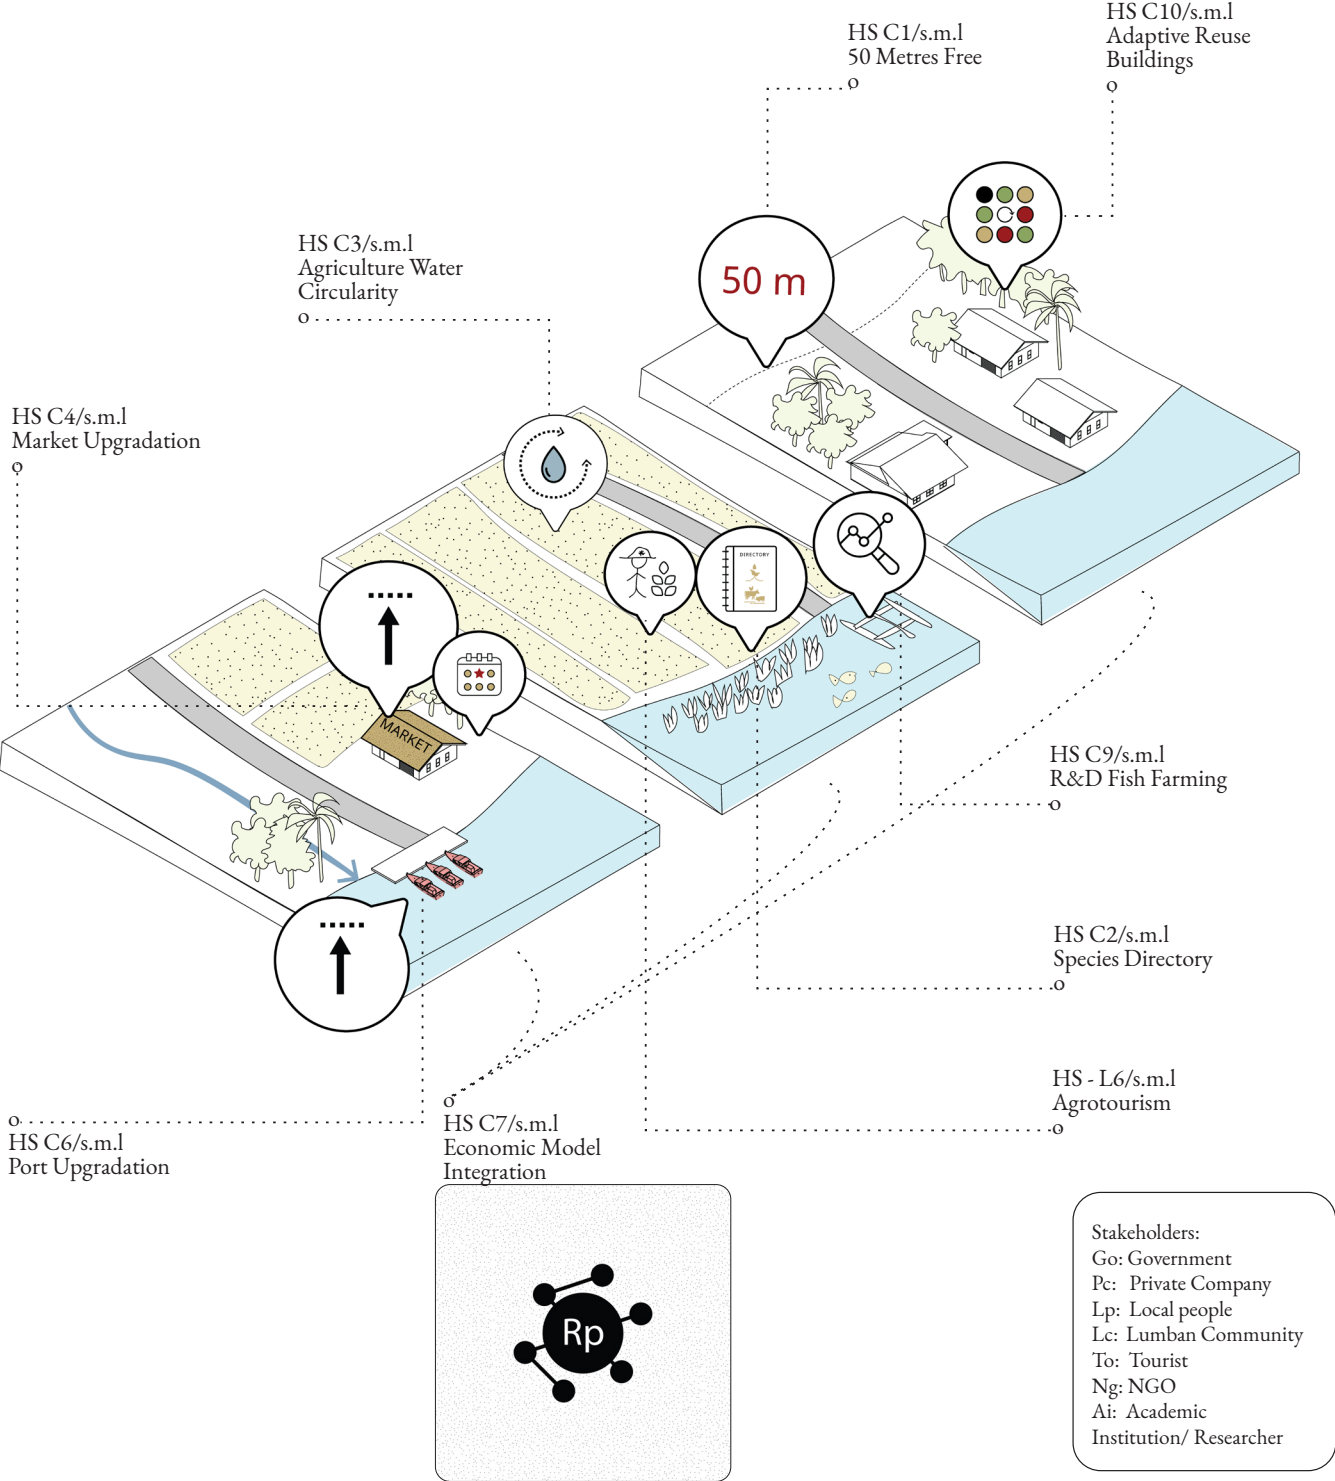 HS C10/s.m.l
Adaptive Reuse
Buildings
HS C1/s.m.l
50 Metres Free
50 m
HS C3/s.m.l
Agriculture Water
Circularity
HS C4/s.m.l
Market Upgradation
DIRECTORY
MARKET
HS C9/s.m.l
R&D Fish Farming
HS C2/s.m.l
Species Directory
HS - L6/s.m.l
Agrotourism
HS C6/s.m.l
Port Upgradation
HS C7/s.m.l
Economic Model
Integration
Rp
Stakeholders:
Go: Government
Pc: Private Company
Lp: Local people
Lc: Lumban Community
To: Tourist
Ng: NGO
Ai: Academic
Institution/ Researcher